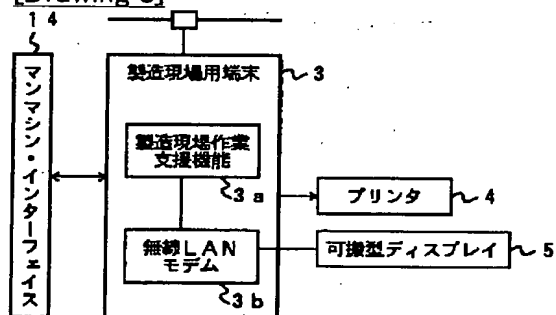 [Drawing 3]
14
製造現場用端末
3
マンマシン・インターフェイス
製造現場作業
支援機能
3a
プリンタ
4
無線LAN
モデム
3b
可搬型ディスプレイ
5